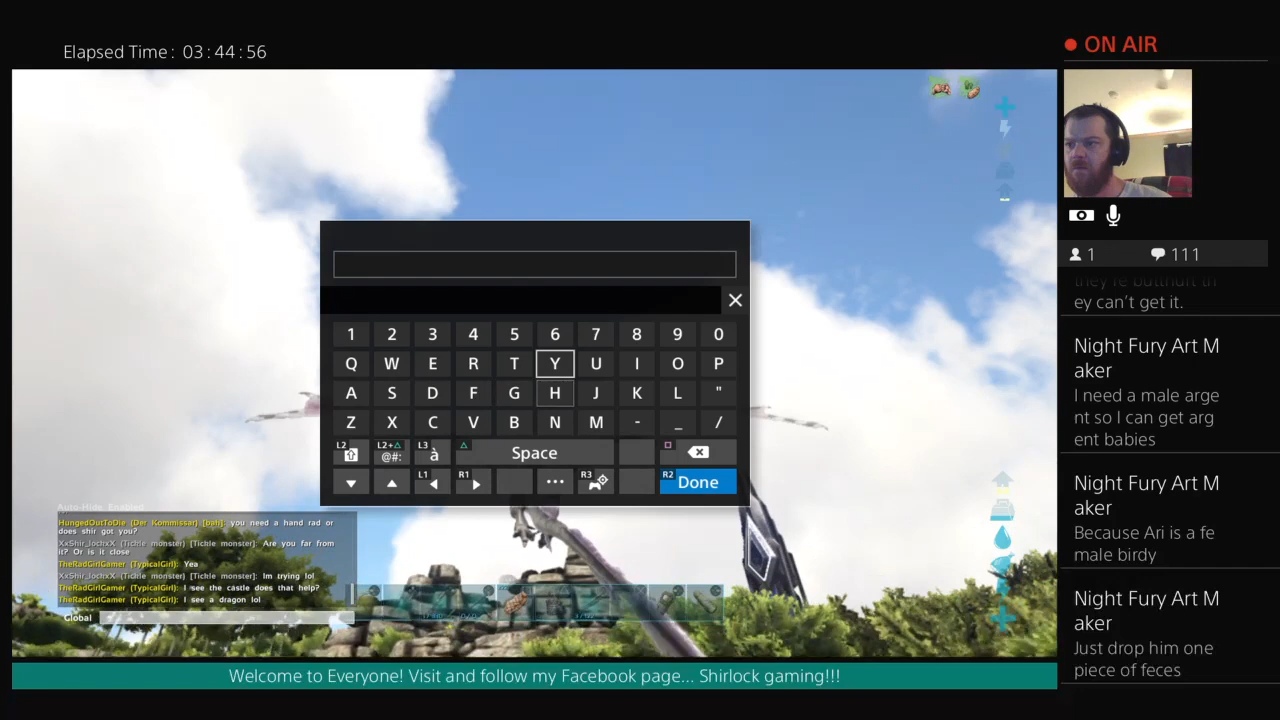 Elapsed Time: 03:44:56
ON AIR
1 111
ey can't get it.
Night Fury Art M
aker
I need a male arge
nt so I can get arg
ent babies
Night Fury Art M
aker
Because Ari is a fe
male birdy
Night Fury Art M
aker
Just drop him one
piece of feces
1 2 3 4 5 6 7 8 9 0
Q W E R T Y U I O P
A S D F G H J K L "
Z X C V B N M - _ /
L2 L2+△ @#: L3 à △ Space
L1 R1 ... R3 R2 Done
Auto-Hide Enabled
HungedOutToDie (Der Kommissar) [bah]: you need a hand rad or
does shir got you?
XxShir_lochxX (Tickle monster) [Tickle monster]: Are you far from
it? Or is it close
TheRadGirlGamer (TypicalGirl): Yea
XxShir_lochxX (Tickle monster) [Tickle monster]: Im trying lol
TheRadGirlGamer (TypicalGirl): I see the castle does that help?
TheRadGirlGamer (TypicalGirl): I see a dragon lol
Global
Welcome to Everyone! Visit and follow my Facebook page... Shirlock gaming!!!